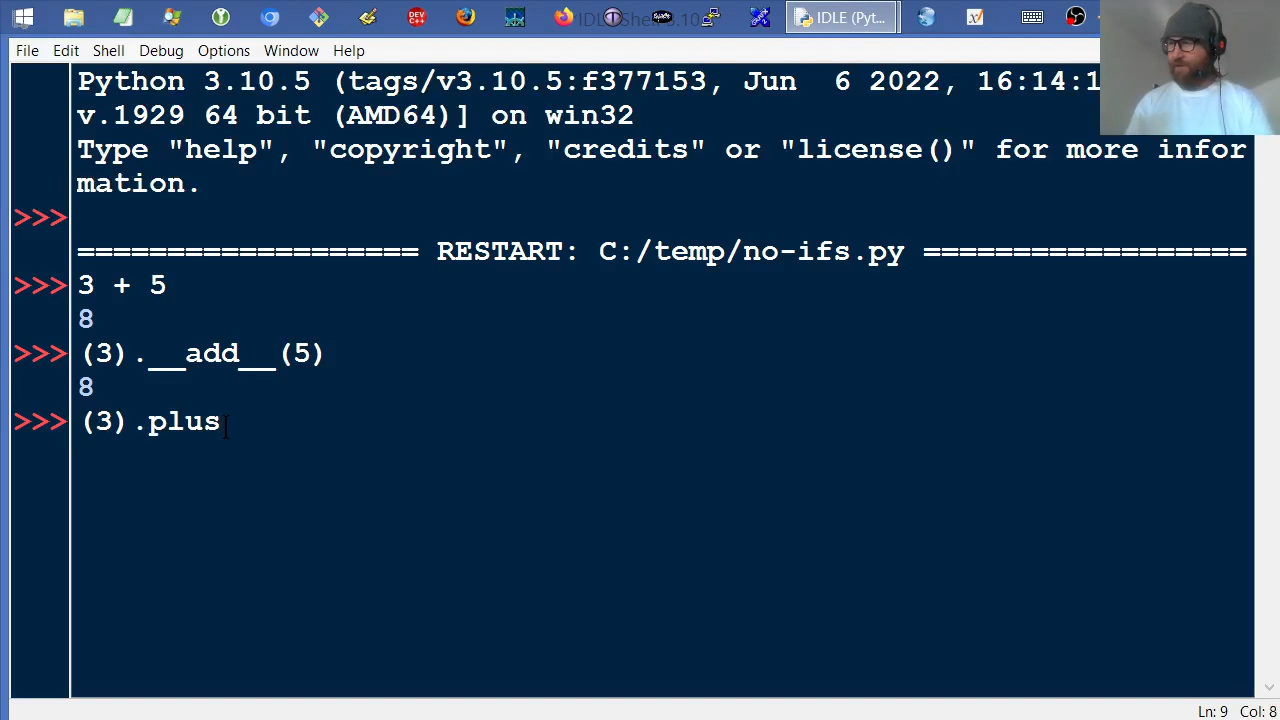 IDLE (Pyt...
File Edit Shell Debug Options Window Help
Python 3.10.5 (tags/v3.10.5:f377153, Jun  6 2022, 16:14:1
v.1929 64 bit (AMD64)] on win32
Type "help", "copyright", "credits" or "license()" for more infor
mation.
>>>
=================== RESTART: C:/temp/no-ifs.py ==================
>>> 3 + 5
8
>>> (3).__add__(5)
8
>>> (3).plus
Ln: 9 Col: 8